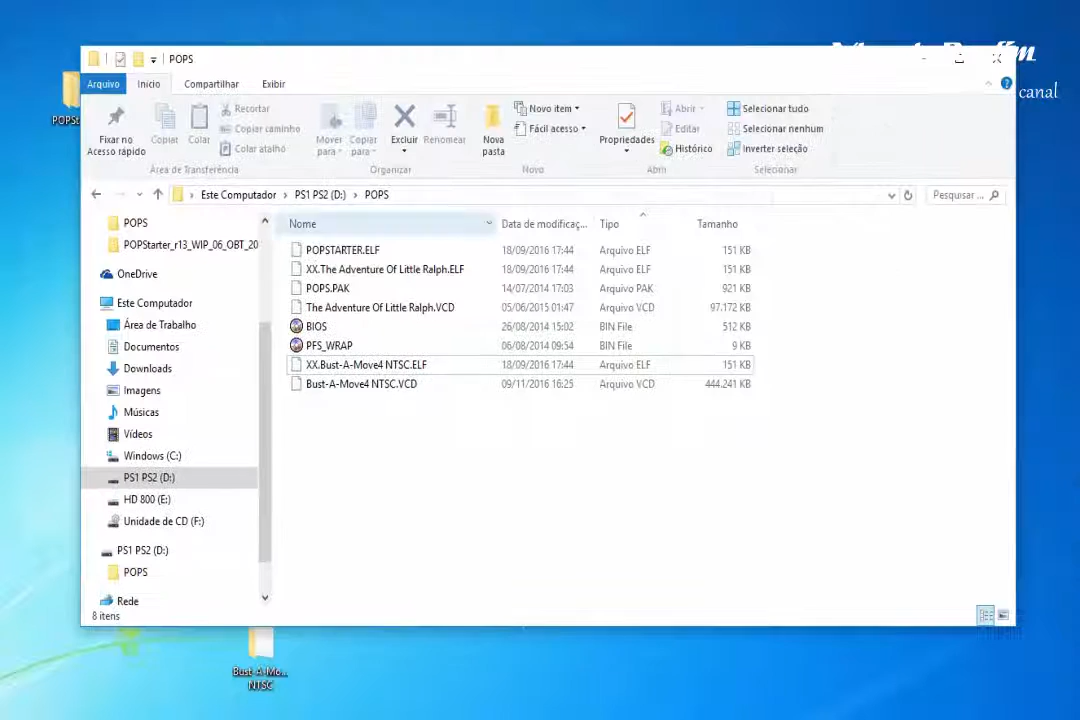 POPS
canal
Arquivo Início Compartilhar Exibir
Fixar no Acesso rápido
Copiar
Colar
Recortar
Copiar caminho
Colar atalho
Mover para
Copiar para
Excluir
Renomear
Nova pasta
Novo item
Fácil acesso
Propriedades
Abrir
Editar
Histórico
Selecionar tudo
Selecionar nenhum
Inverter seleção
Área de Transferência Organizar Novo Abrir Selecionar
Este Computador > PS1 PS2 (D:) > POPS
Pesquisar ...
POPS
POPStarter_r13_WIP_06_OBT_20
OneDrive
Este Computador
Área de Trabalho
Documentos
Downloads
Imagens
Músicas
Vídeos
Windows (C:)
PS1 PS2 (D:)
HD 800 (E:)
Unidade de CD (F:)
PS1 PS2 (D:)
POPS
Rede
8 itens
Nome Data de modificaç... Tipo Tamanho
POPSTARTER.ELF 18/09/2016 17:44 Arquivo ELF 151 KB
XX.The Adventure Of Little Ralph.ELF 18/09/2016 17:44 Arquivo ELF 151 KB
POPS.PAK 14/07/2014 17:03 Arquivo PAK 921 KB
The Adventure Of Little Ralph.VCD 05/06/2015 01:47 Arquivo VCD 97.172 KB
BIOS 26/08/2014 15:02 BIN File 512 KB
PFS_WRAP 06/08/2014 09:54 BIN File 9 KB
XX.Bust-A-Move4 NTSC.ELF 18/09/2016 17:44 Arquivo ELF 151 KB
Bust-A-Move4 NTSC.VCD 09/11/2016 16:25 Arquivo VCD 444.241 KB
POPSt
Bust-A-Mo...
NTSC